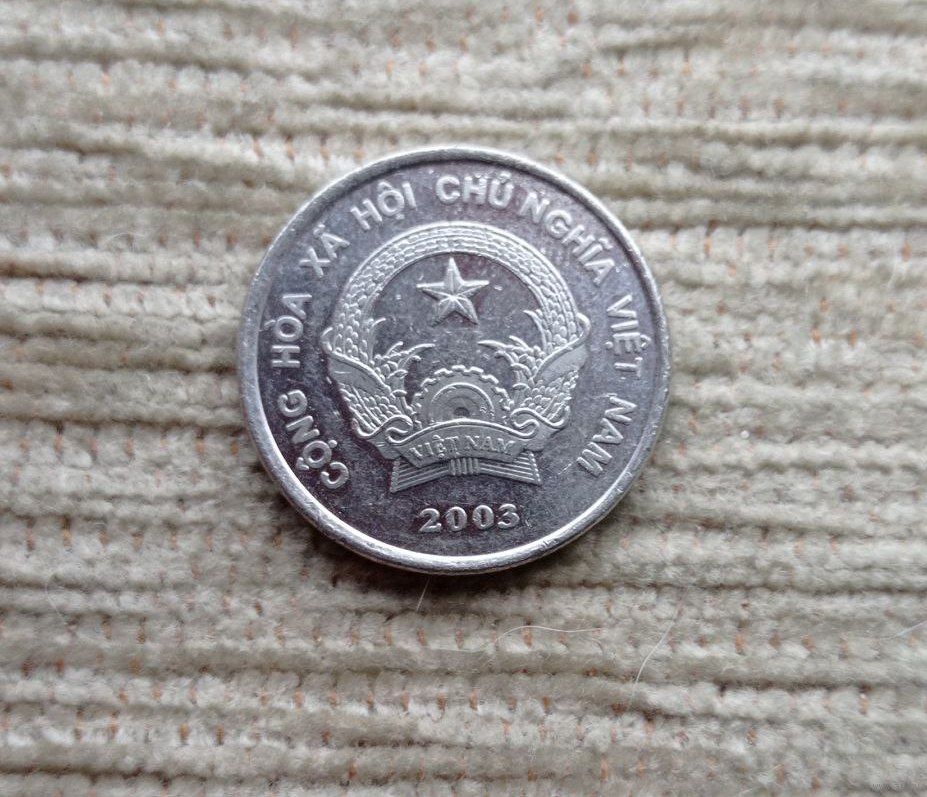 CỘNG HÒA XÃ HỘI CHỦ NGHĨA VIỆT NAM
VIỆT NAM
2003